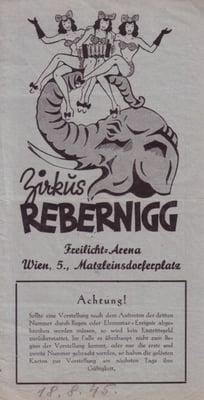 Zirkus
REBERNIGG
Freilicht-Arena
Wien, 5., Matzleinsdorferplatz
Achtung!
Sollte eine Vorstellung nach dem Auftreten der dritten
Nummer durch Regen oder Elementar-Ereignis abge-
brochen werden müssen, so wird kein Eintrittsgeld
zurückerstattet. Im Falle es überhaupt nicht zum Be-
ginn der Vorstellung kommt, oder nur die erste und
zweite Nummer gebracht werden, so haben die gelösten
Karten zur Vorstellung am nächsten Tage ihre
Gültigkeit.
18. 8. 45.